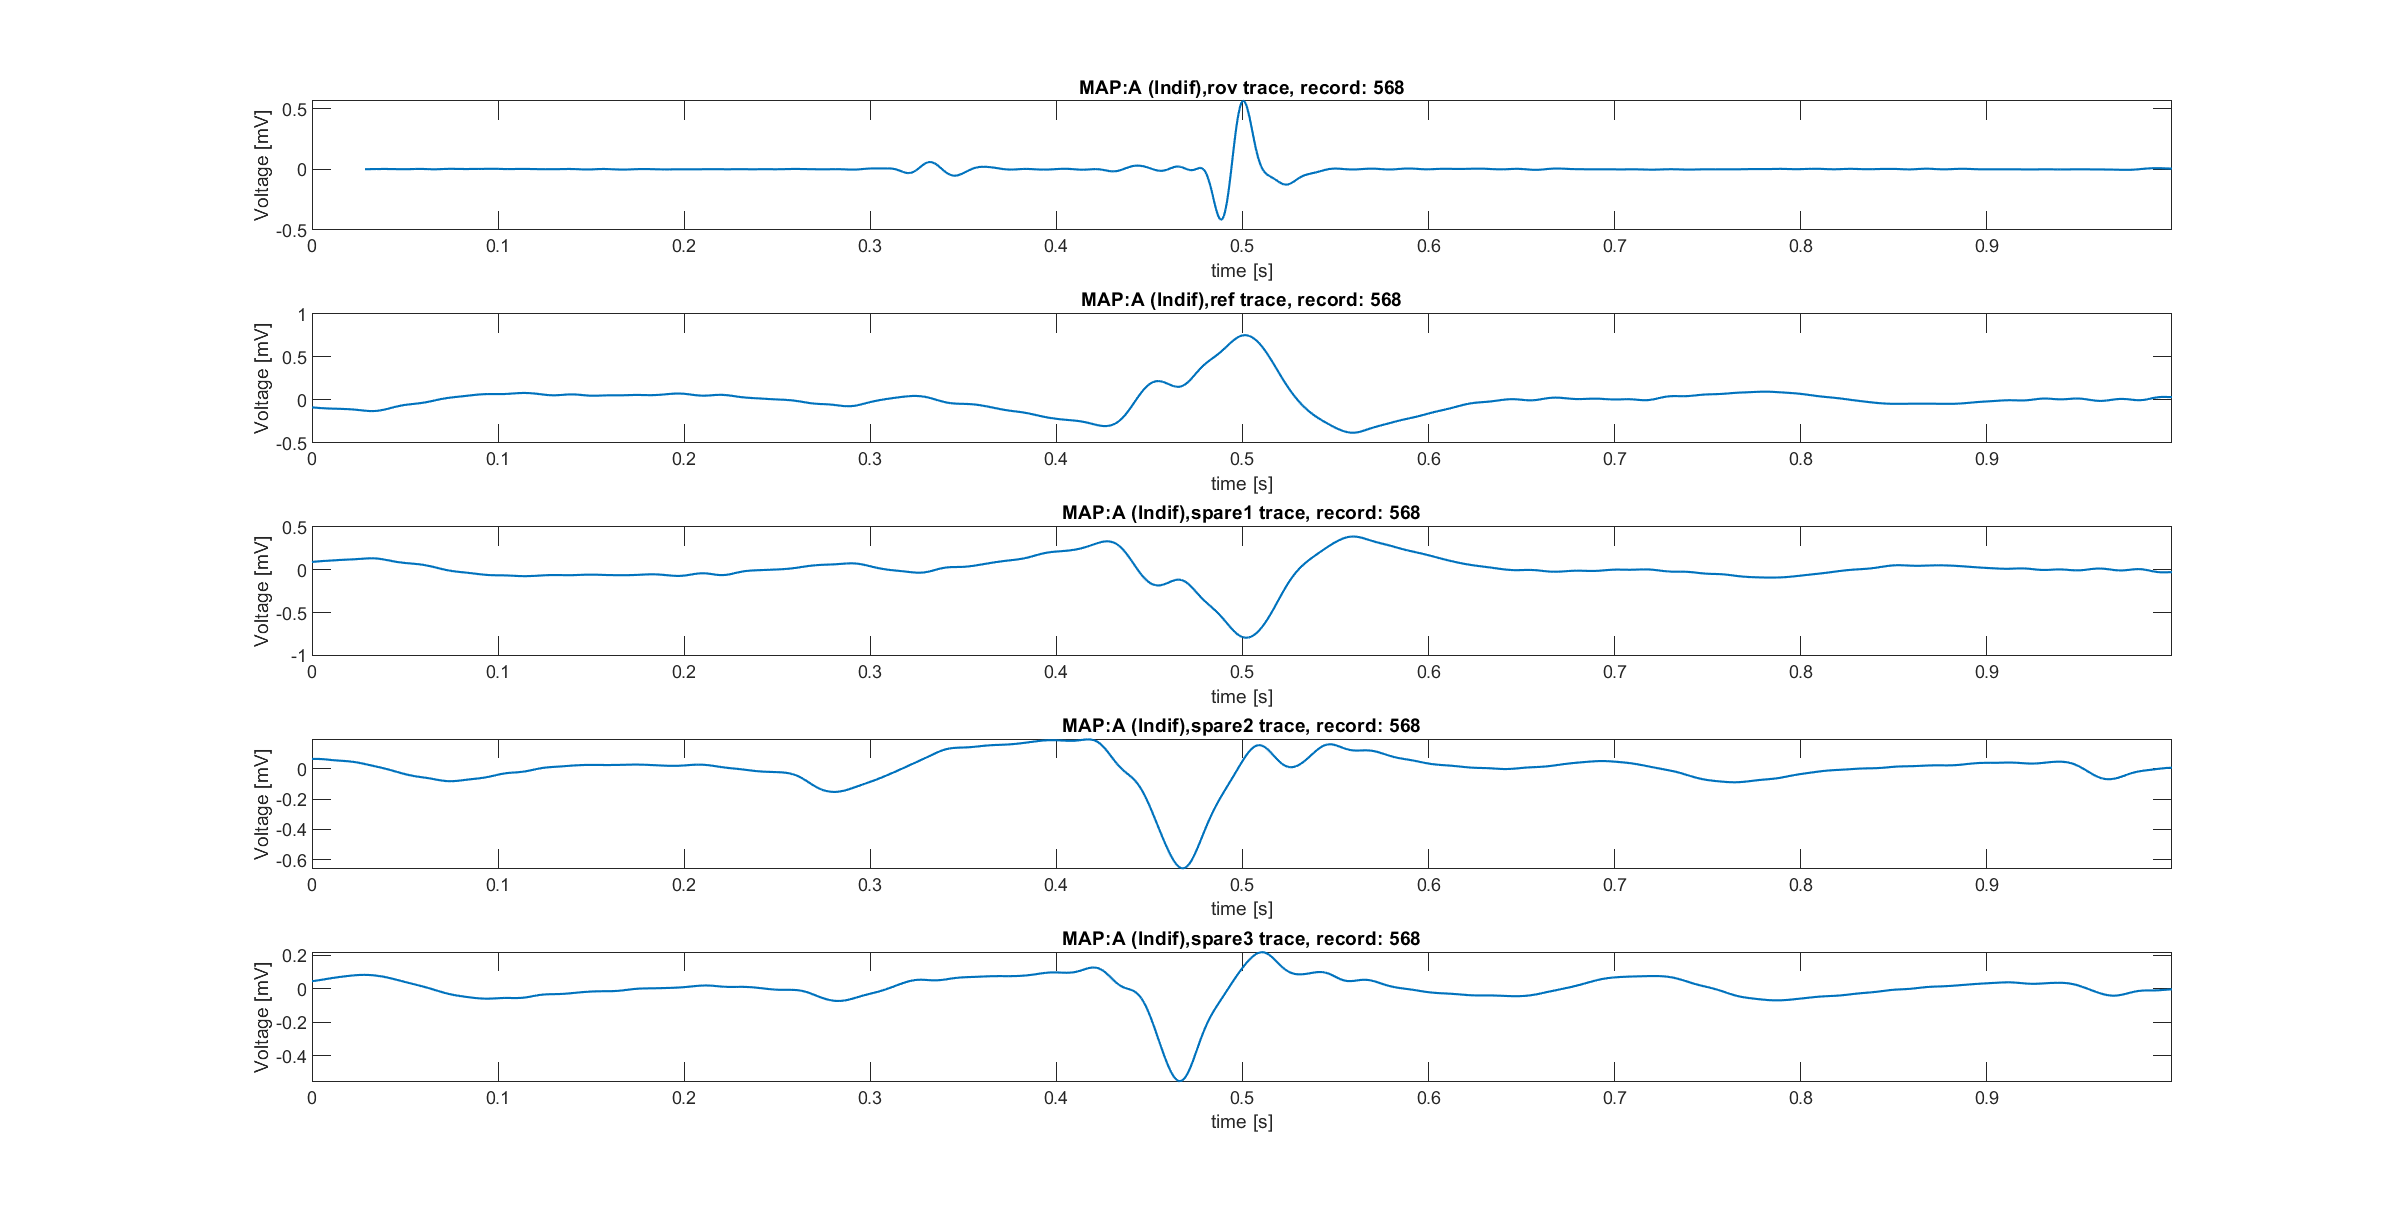 MAP:A (Indif),rov trace, record: 568
Voltage [mV]
0.5
0
-0.5
0 0.1 0.2 0.3 0.4 0.5 0.6 0.7 0.8 0.9
time [s]
MAP:A (Indif),ref trace, record: 568
Voltage [mV]
1
0.5
0
-0.5
0 0.1 0.2 0.3 0.4 0.5 0.6 0.7 0.8 0.9
time [s]
MAP:A (Indif),spare1 trace, record: 568
Voltage [mV]
0.5
0
-0.5
-1
0 0.1 0.2 0.3 0.4 0.5 0.6 0.7 0.8 0.9
time [s]
MAP:A (Indif),spare2 trace, record: 568
Voltage [mV]
0
-0.2
-0.4
-0.6
0 0.1 0.2 0.3 0.4 0.5 0.6 0.7 0.8 0.9
time [s]
MAP:A (Indif),spare3 trace, record: 568
Voltage [mV]
0.2
0
-0.2
-0.4
0 0.1 0.2 0.3 0.4 0.5 0.6 0.7 0.8 0.9
time [s]